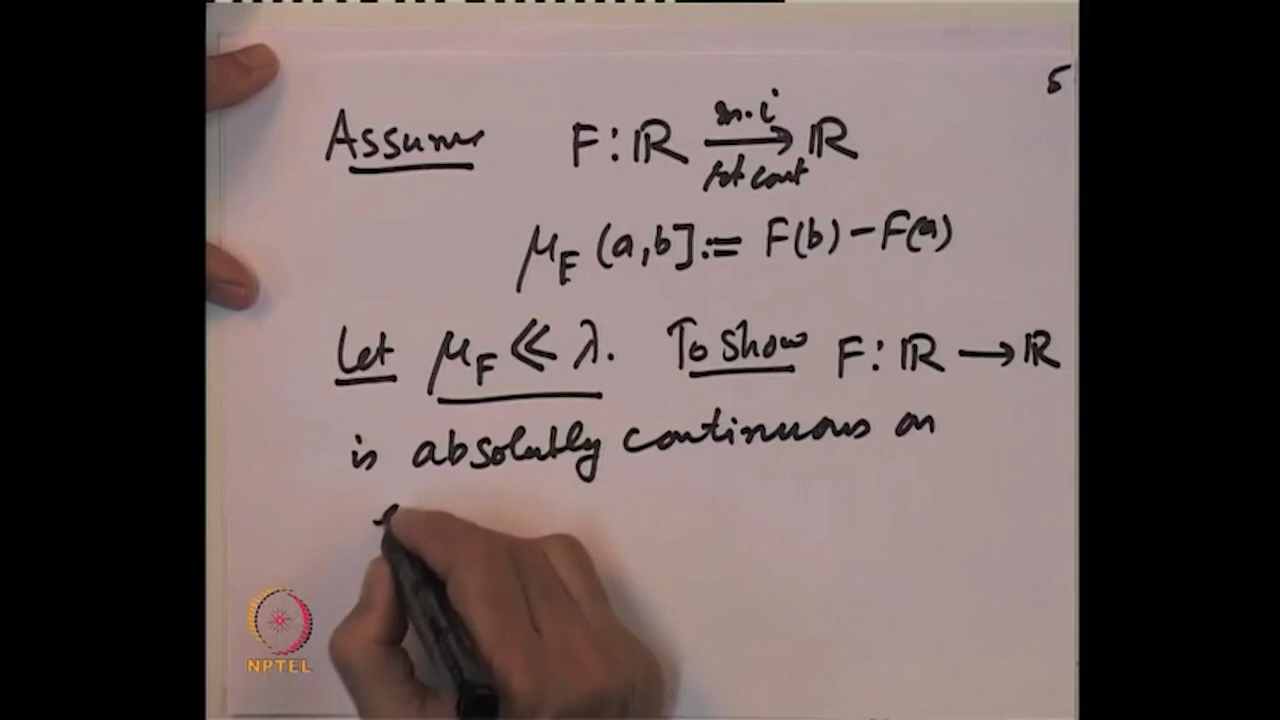 5
Assume F : ℝ m.i → rt cont ℝ
μ_F (a,b] := F(b) − F(a)
Let μ_F ≪ λ. To Show F : ℝ → ℝ
is absolutely continuous on
NPTEL